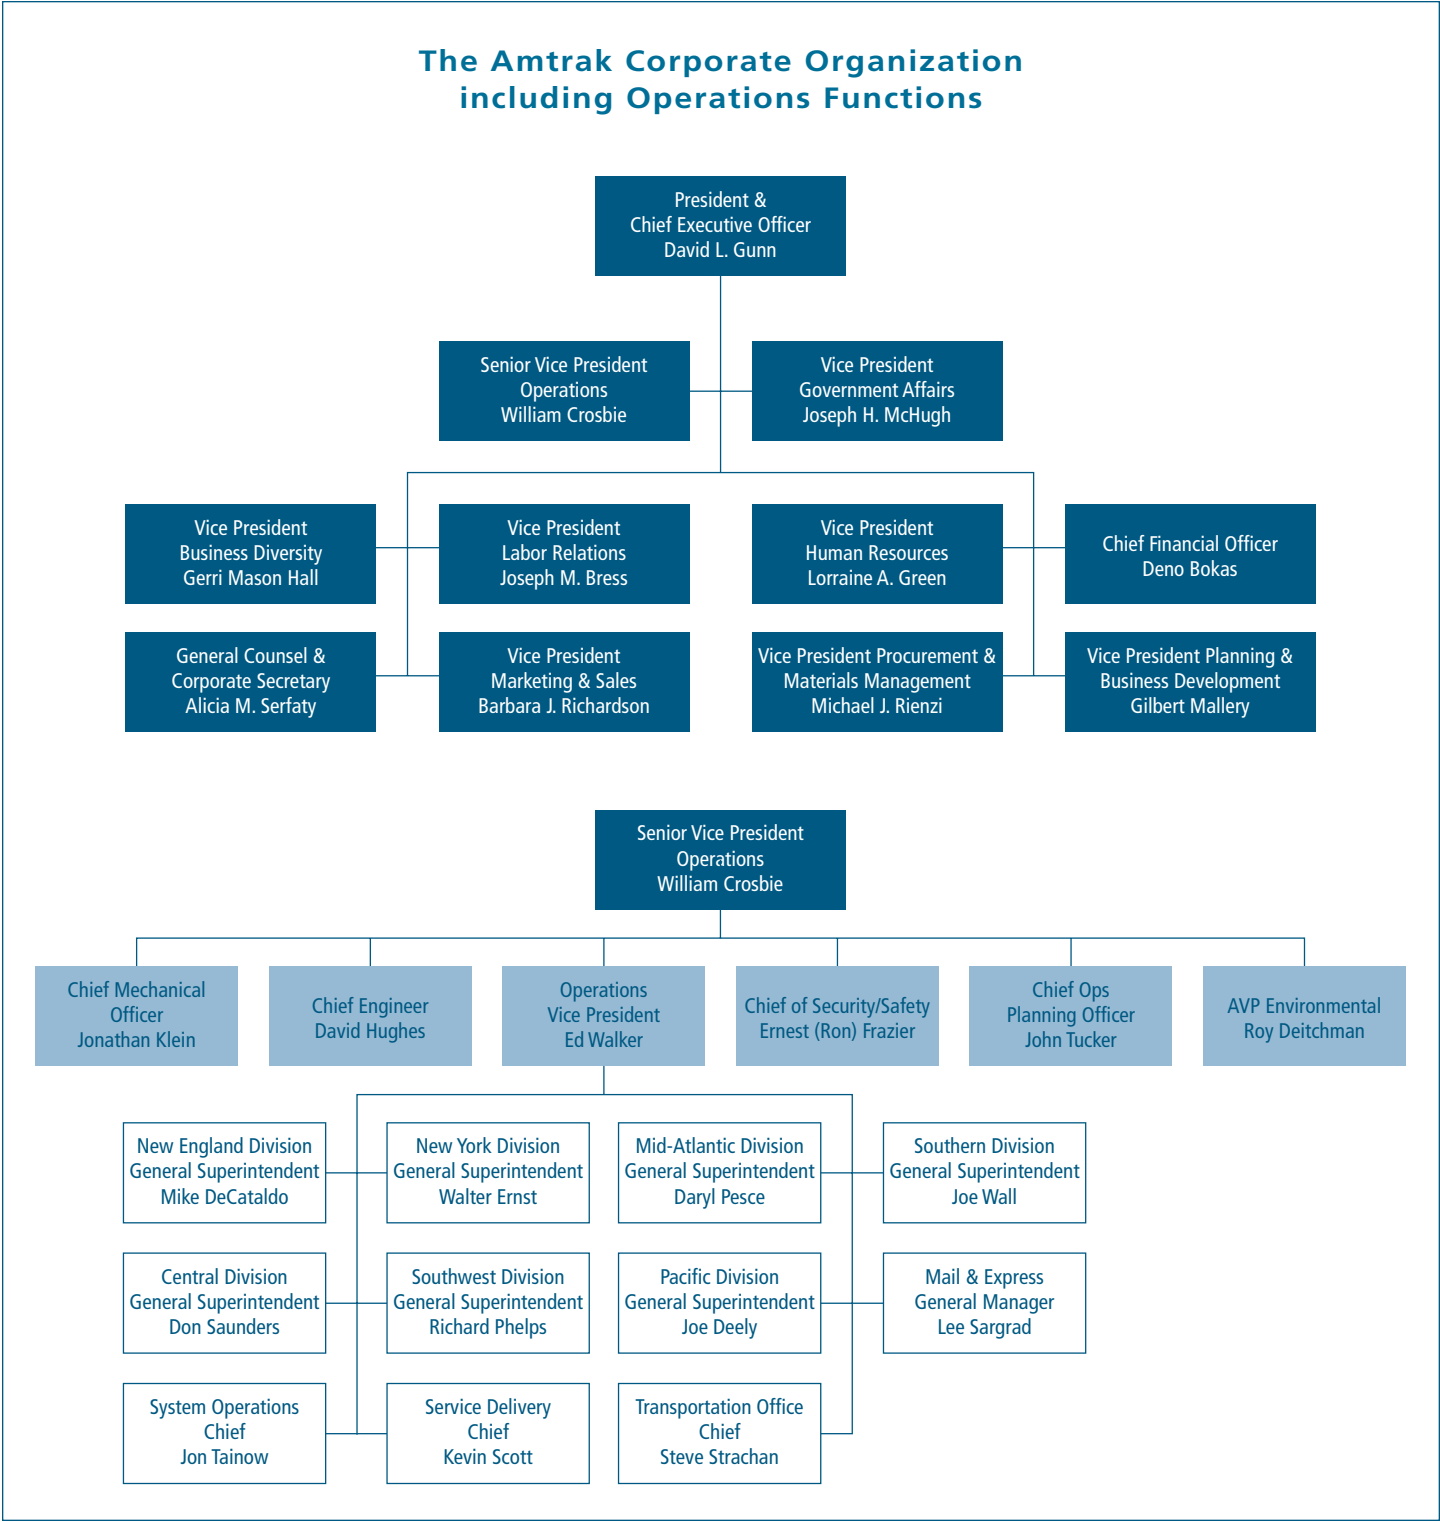 The Amtrak Corporate Organization
including Operations Functions
President &
Chief Executive Officer
David L. Gunn
Senior Vice President
Operations
William Crosbie
Vice President
Government Affairs
Joseph H. McHugh
Vice President
Business Diversity
Gerri Mason Hall
Vice President
Labor Relations
Joseph M. Bress
Vice President
Human Resources
Lorraine A. Green
Chief Financial Officer
Deno Bokas
General Counsel &
Corporate Secretary
Alicia M. Serfaty
Vice President
Marketing & Sales
Barbara J. Richardson
Vice President Procurement &
Materials Management
Michael J. Rienzi
Vice President Planning &
Business Development
Gilbert Mallery
Senior Vice President
Operations
William Crosbie
Chief Mechanical
Officer
Jonathan Klein
Chief Engineer
David Hughes
Operations
Vice President
Ed Walker
Chief of Security/Safety
Ernest (Ron) Frazier
Chief Ops
Planning Officer
John Tucker
AVP Environmental
Roy Deitchman
New England Division
General Superintendent
Mike DeCataldo
New York Division
General Superintendent
Walter Ernst
Mid-Atlantic Division
General Superintendent
Daryl Pesce
Southern Division
General Superintendent
Joe Wall
Central Division
General Superintendent
Don Saunders
Southwest Division
General Superintendent
Richard Phelps
Pacific Division
General Superintendent
Joe Deely
Mail & Express
General Manager
Lee Sargrad
System Operations
Chief
Jon Tainow
Service Delivery
Chief
Kevin Scott
Transportation Office
Chief
Steve Strachan